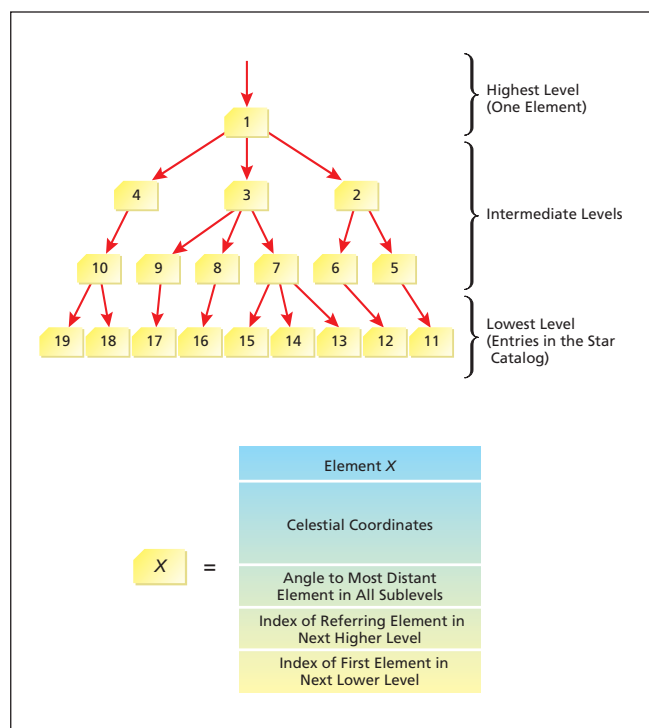 Highest Level
(One Element)
1
4 3 2
Intermediate Levels
10 9 8 7 6 5
Lowest Level
(Entries in the Star
Catalog)
19 18 17 16 15 14 13 12 11
Element X
Celestial Coordinates
X =
Angle to Most Distant
Element in All Sublevels
Index of Referring Element in
Next Higher Level
Index of First Element in
Next Lower Level